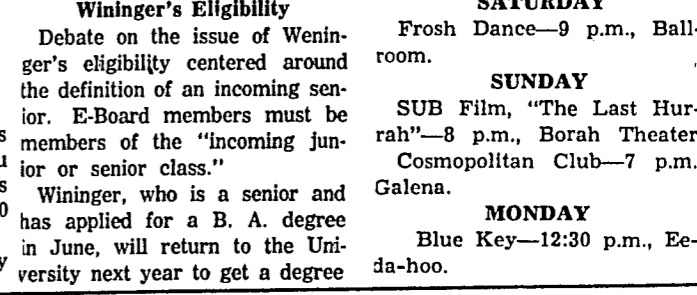 Wininger's Eligibility
Debate on the issue of Wenin-
ger's eligibility centered around
the definition of an incoming sen-
ior. E-Board members must be
members of the "incoming jun-
ior or senior class."
Wininger, who is a senior and
has applied for a B. A. degree
in June, will return to the Uni-
versity next year to get a degree
SATURDAY
Frosh Dance—9 p.m., Ball-
room.
SUNDAY
SUB Film, "The Last Hur-
rah"—8 p.m., Borah Theater
Cosmopolitan Club—7 p.m.
Galena.
MONDAY
Blue Key—12:30 p.m., Ee-
da-hoo.